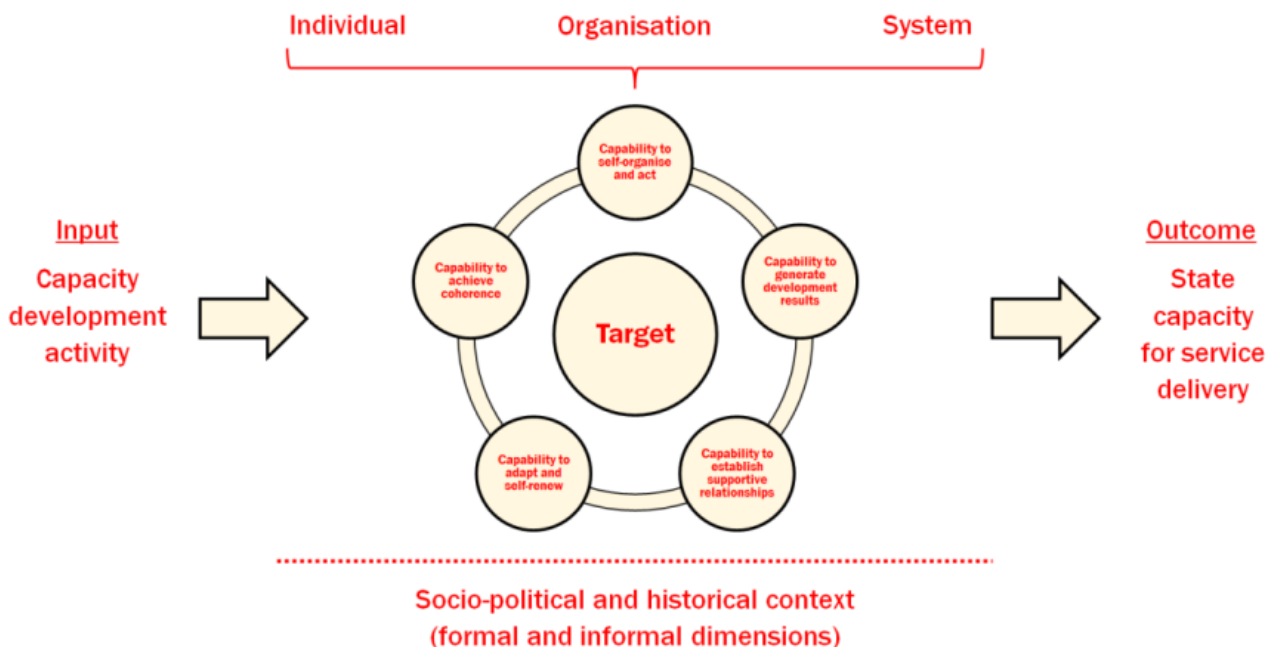 Individual Organisation System
Capability to
self-organise
and act
Input
Capacity
development
activity
Capability to
achieve
coherence
Target
Capability to
generate
development
results
Outcome
State
capacity
for service
delivery
Capability to
adapt and
self-renew
Capability to
establish
supportive
relationships
Socio-political and historical context
(formal and informal dimensions)